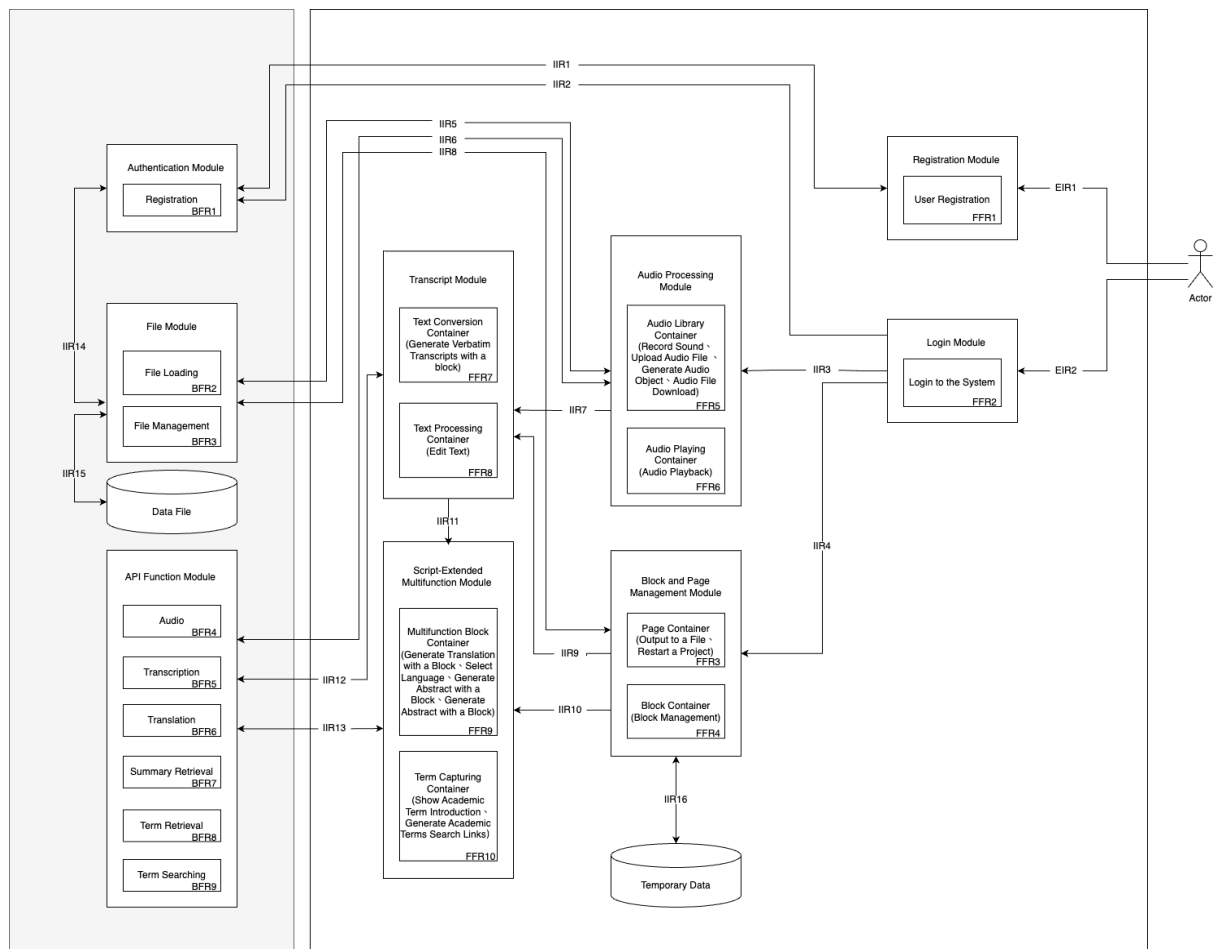 IIR1
IIR2
IIR5
IIR6
IIR8
Authentication Module
Registration
BFR1
Registration Module
User Registration
FFR1
EIR1
Actor
File Module
File Loading
BFR2
File Management
BFR3
IIR14
IIR15
Data File
Transcript Module
Text Conversion
Container
(Generate Verbatim
Transcripts with a
block)
FFR7
Text Processing
Container
(Edit Text)
FFR8
Audio Processing
Module
Audio Library
Container
(Record Sound、
Upload Audio File 、
Generate Audio
Object、Audio File
Download)
FFR5
Audio Playing
Container
(Audio Playback)
FFR6
IIR7
IIR3
Login Module
Login to the System
FFR2
EIR2
IIR11
IIR4
API Function Module
Audio
BFR4
Transcription
BFR5
Translation
BFR6
Summary Retrieval
BFR7
Term Retrieval
BFR8
Term Searching
BFR9
IIR12
IIR13
Script-Extended
Multifunction Module
Multifunction Block
Container
(Generate Translation
with a Block、Select
Language、Generate
Abstract with a
Block、Generate
Abstract with a Block)
FFR9
Term Capturing
Container
(Show Academic
Term Introduction、
Generate Academic
Terms Search Links)
FFR10
IIR9
IIR10
Block and Page
Management Module
Page Container
(Output to a File、
Restart a Project)
FFR3
Block Container
(Block Management)
FFR4
IIR16
Temporary Data